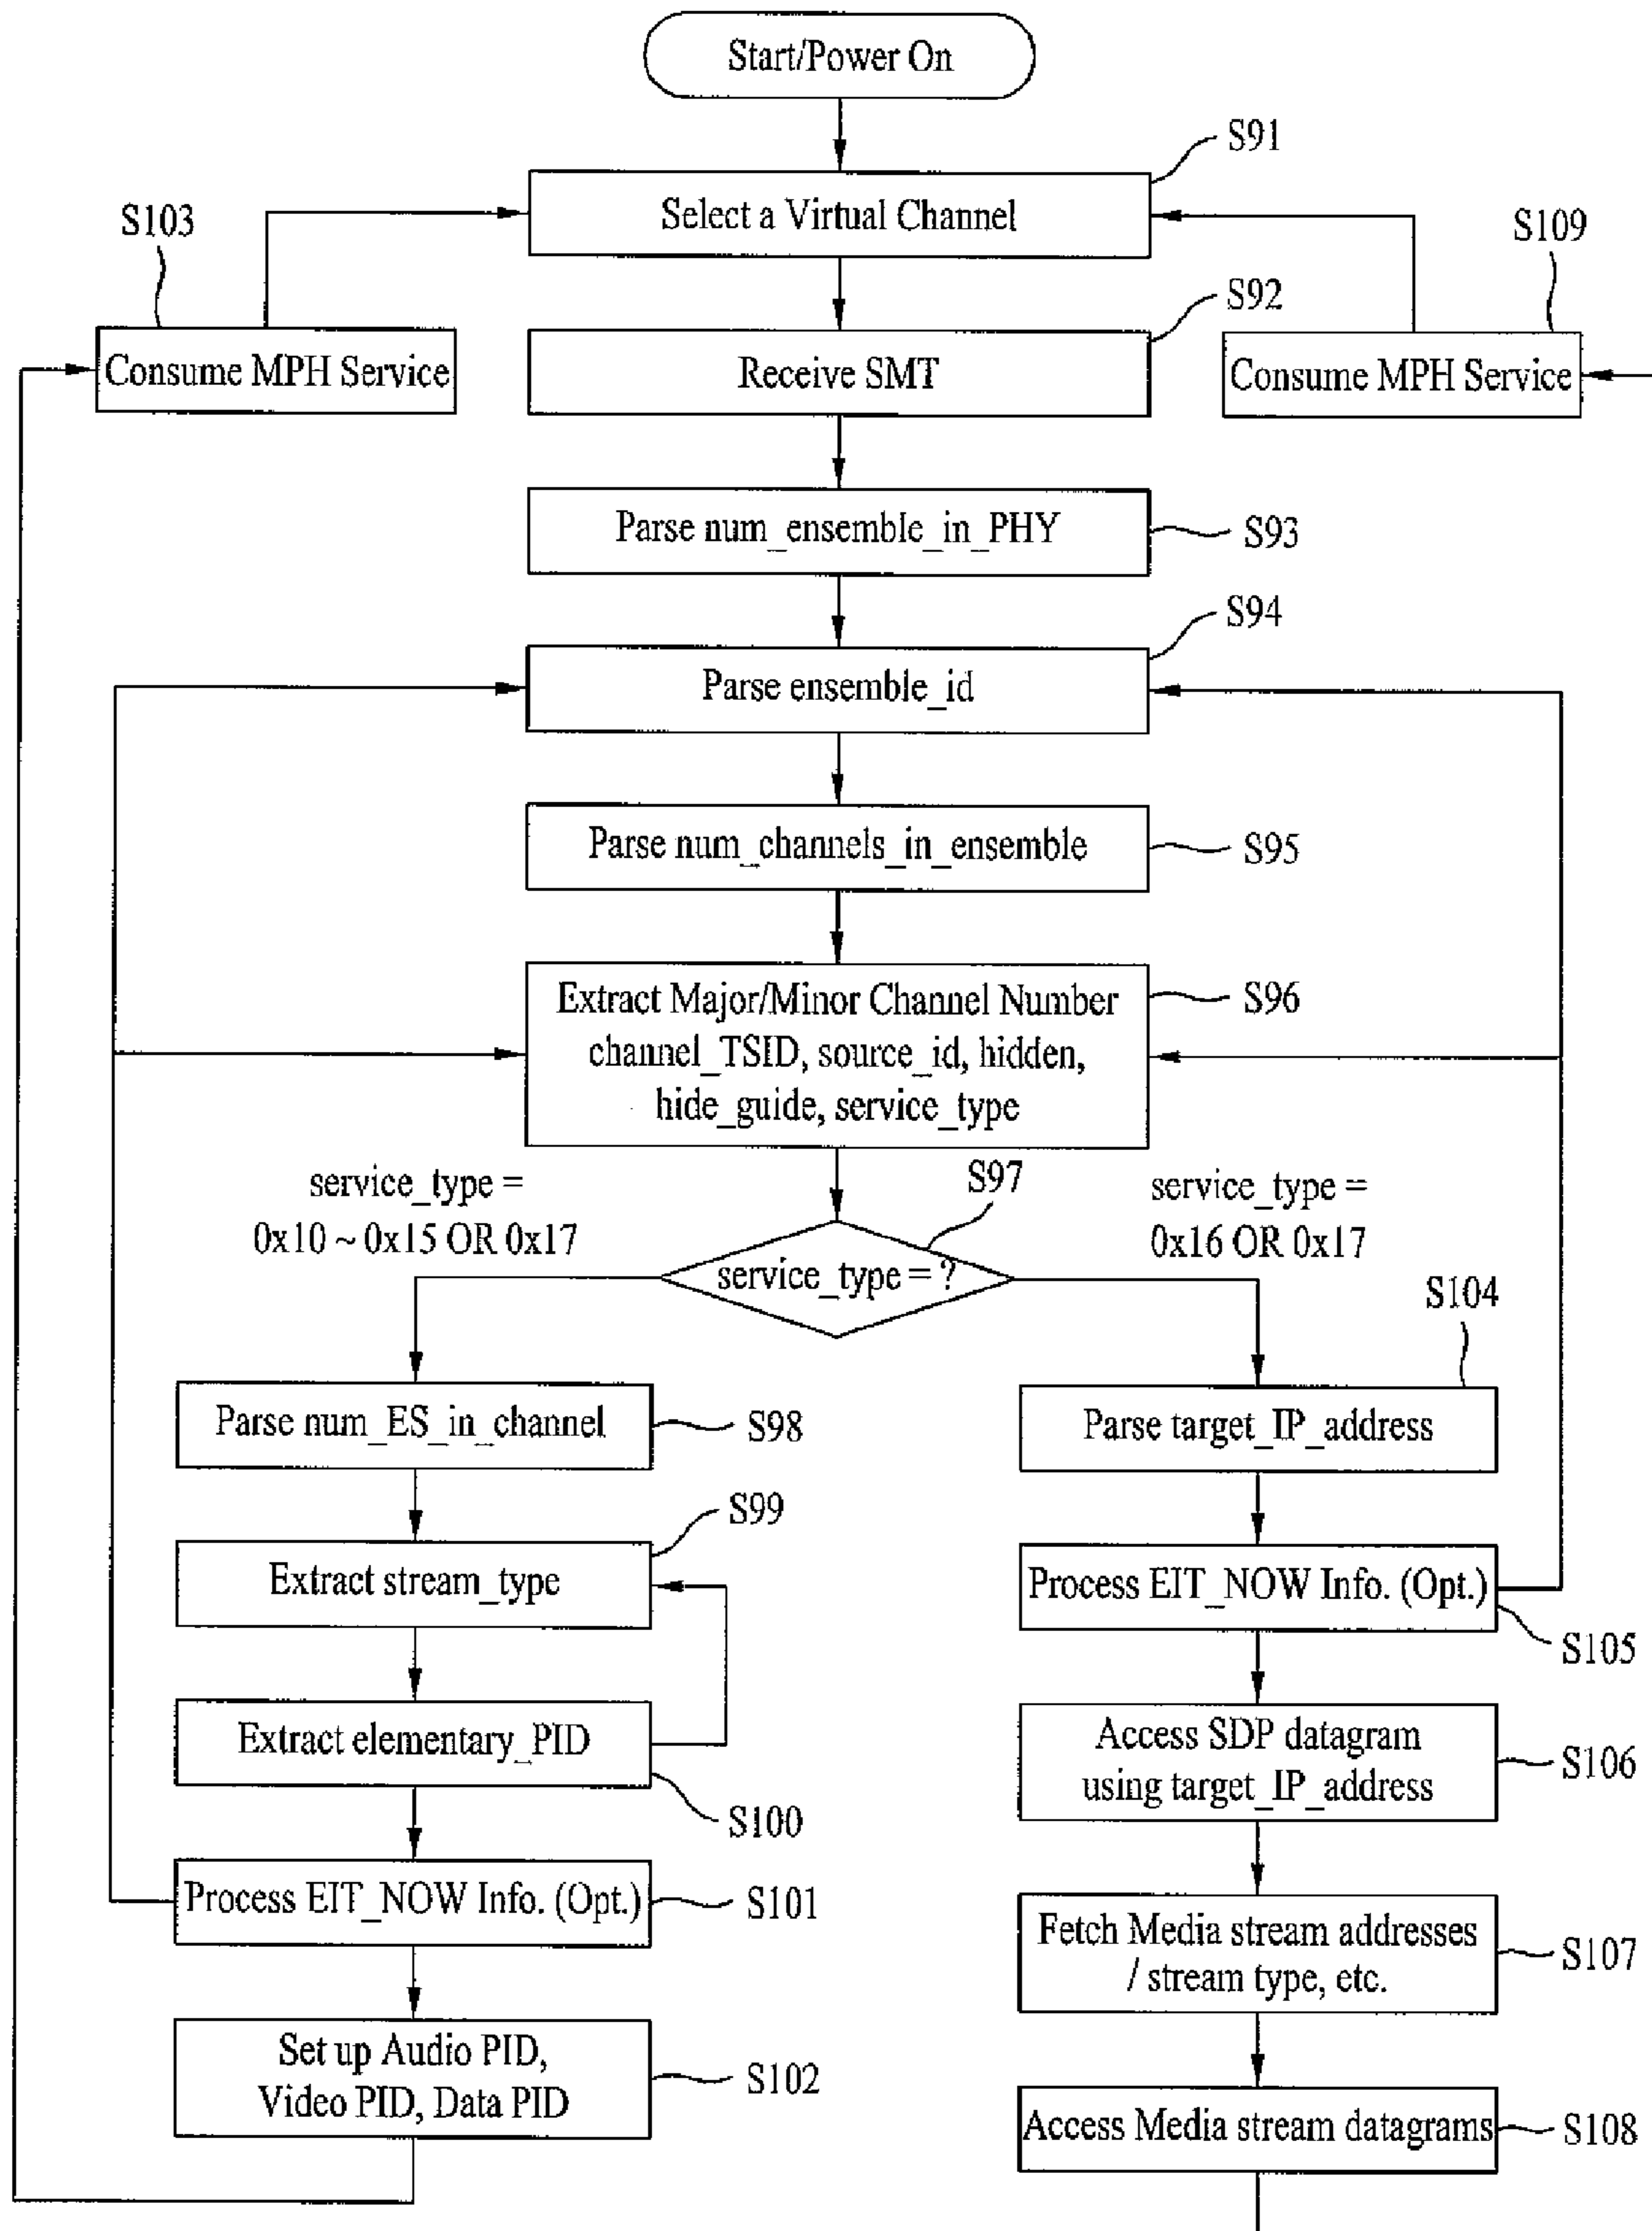 Start/Power On
S91
Select a Virtual Channel
S103
S109
S92
Consume MPH Service
Receive SMT
Consume MPH Service
Parse num_ensemble_in_PHY
S93
S94
Parse ensemble_id
Parse num_channels_in_ensemble
S95
Extract Major/Minor Channel Number
channel_TSID, source_id, hidden,
hide_guide, service_type
S96
service_type =
0x10 ~ 0x15 OR 0x17
S97
service_type =
0x16 OR 0x17
service_type = ?
S104
Parse num_ES_in_channel
S98
Parse target_IP_address
S99
Extract stream_type
Process EIT_NOW Info. (Opt.)
S105
Extract elementary_PID
S100
Access SDP datagram
using target_IP_address
S106
Process EIT_NOW Info. (Opt.)
S101
Fetch Media stream addresses
/ stream type, etc.
S107
Set up Audio PID,
Video PID, Data PID
S102
Access Media stream datagrams
S108